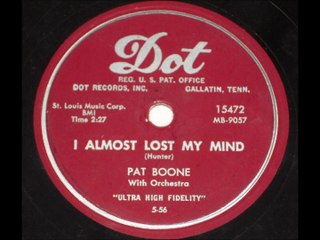 Dot
REG. U. S. PAT. OFFICE
DOT RECORDS, INC. GALLATIN, TENN.
St. Louis Music Corp.
BMI
Time 2:27
15472
MB-9057
I ALMOST LOST MY MIND
(Hunter)
PAT BOONE
With Orchestra
"ULTRA HIGH FIDELITY"
5-56